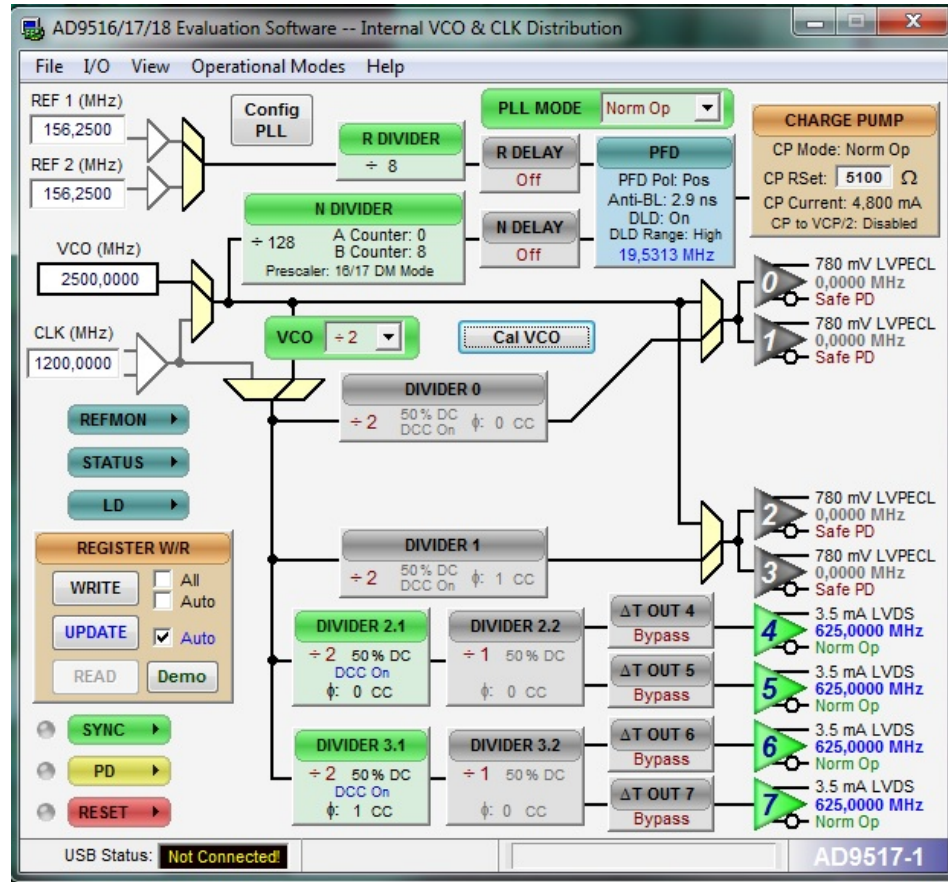 AD9516/17/18 Evaluation Software -- Internal VCO & CLK Distribution
File I/O View Operational Modes Help
REF 1 (MHz)
156,2500
REF 2 (MHz)
156,2500
Config
PLL
R DIVIDER
÷ 8
PLL MODE Norm Op
R DELAY
Off
PFD
PFD Pol: Pos
Anti-BL: 2.9 ns
DLD: On
DLD Range: High
19,5313 MHz
CHARGE PUMP
CP Mode: Norm Op
CP RSet: 5100 Ω
CP Current: 4,800 mA
CP to VCP/2: Disabled
N DIVIDER
÷ 128
A Counter: 0
B Counter: 8
Prescaler: 16/17 DM Mode
N DELAY
Off
VCO (MHz)
2500,0000
CLK (MHz)
1200,0000
VCO ÷ 2
Cal VCO
0
780 mV LVPECL
0,0000 MHz
Safe PD
1
780 mV LVPECL
0,0000 MHz
Safe PD
DIVIDER 0
÷ 2 50% DC ϕ: 0 CC
DCC On
REFMON
STATUS
LD
DIVIDER 1
÷ 2 50% DC ϕ: 1 CC
DCC On
2
780 mV LVPECL
0,0000 MHz
Safe PD
3
780 mV LVPECL
0,0000 MHz
Safe PD
REGISTER W/R
WRITE
All
Auto
UPDATE
Auto
READ
Demo
DIVIDER 2.1
÷ 2 50% DC
DCC On
ϕ: 0 CC
DIVIDER 2.2
÷ 1 50% DC
ϕ: 0 CC
ΔT OUT 4
Bypass
ΔT OUT 5
Bypass
4
3.5 mA LVDS
625,0000 MHz
Norm Op
5
3.5 mA LVDS
625,0000 MHz
Norm Op
SYNC
PD
RESET
DIVIDER 3.1
÷ 2 50% DC
DCC On
ϕ: 1 CC
DIVIDER 3.2
÷ 1 50% DC
ϕ: 0 CC
ΔT OUT 6
Bypass
ΔT OUT 7
Bypass
6
3.5 mA LVDS
625,0000 MHz
Norm Op
7
3.5 mA LVDS
625,0000 MHz
Norm Op
USB Status: Not Connected!
AD9517-1